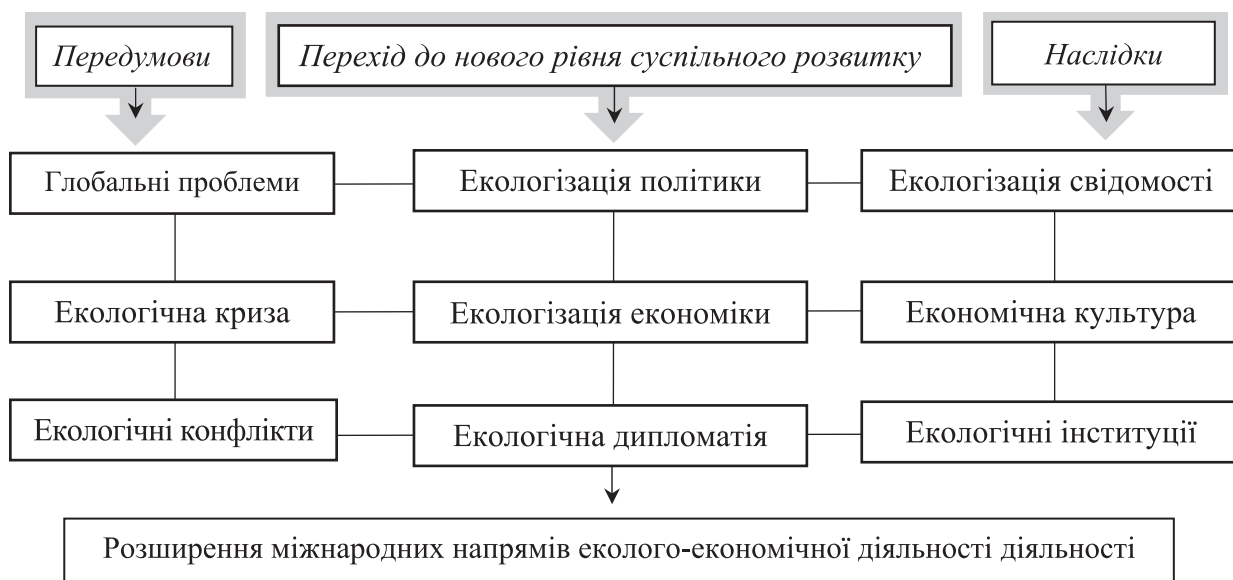 Передумови
Перехід до нового рівня суспільного розвитку
Наслідки
Глобальні проблеми
Екологізація політики
Екологізація свідомості
Екологічна криза
Екологізація економіки
Економічна культура
Екологічні конфлікти
Екологічна дипломатія
Екологічні інституції
Розширення міжнародних напрямів еколого-економічної діяльності діяльності